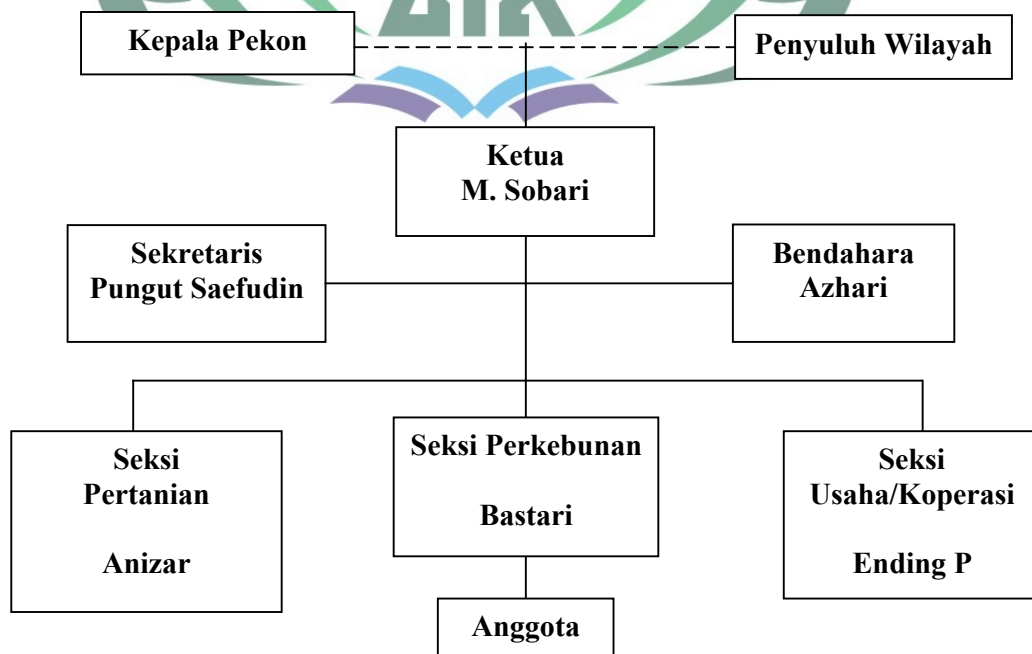 Kepala Pekon
Penyuluh Wilayah
Ketua
M. Sobari
Sekretaris
Pungut Saefudin
Bendahara
Azhari
Seksi
Pertanian
Anizar
Seksi Perkebunan
Bastari
Seksi
Usaha/Koperasi
Ending P
Anggota